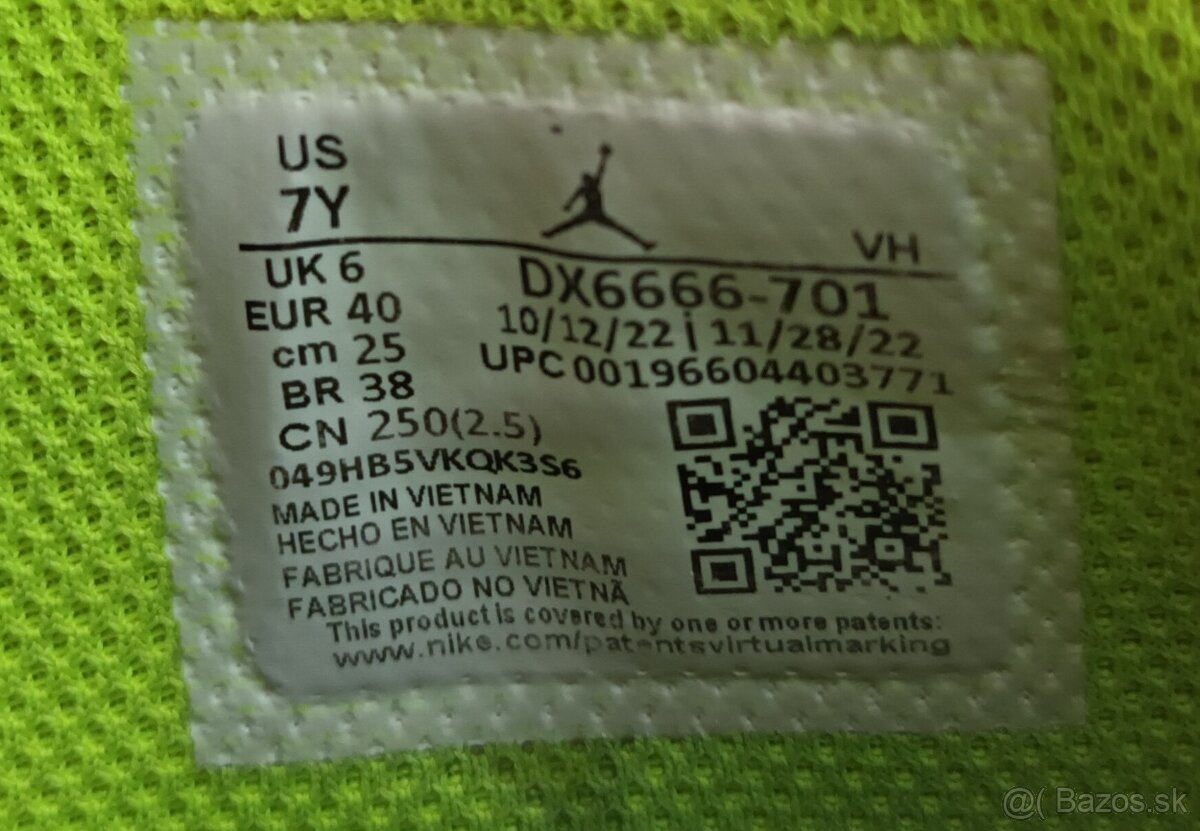 US
7Y
VH
UK 6
EUR 40
cm 25
BR 38
CN 250(2.5)
DX6666-701
10/12/22 | 11/28/22
UPC 00196604403771
049HB5VKQK3S6
MADE IN VIETNAM
HECHO EN VIETNAM
FABRIQUE AU VIETNAM
FABRICADO NO VIETNÃ
This product is covered by one or more patents:
www.nike.com/patentsvirtualmarking
@( Bazos.sk